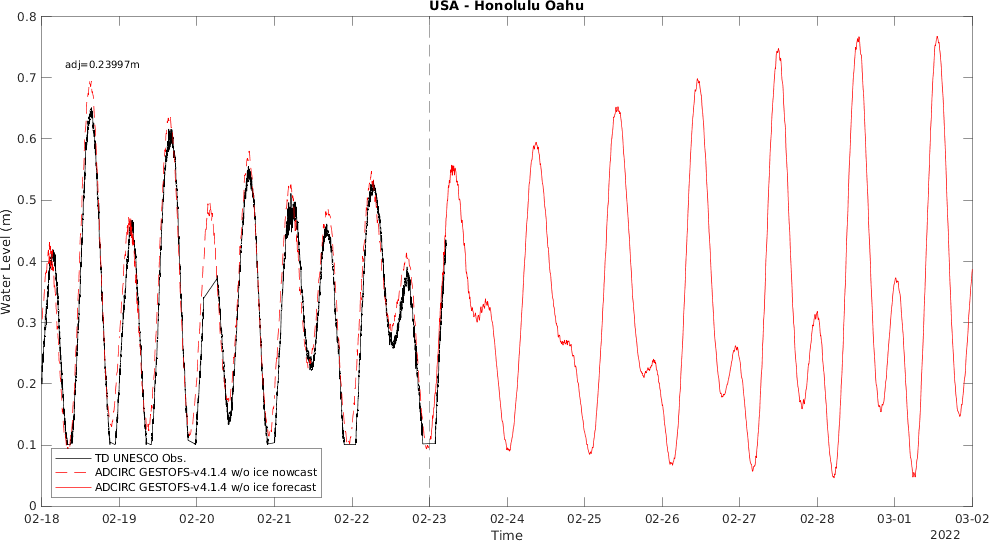 USA - Honolulu Oahu
adj=0.23997m
Water Level (m)
0.8
0.7
0.6
0.5
0.4
0.3
0.2
0.1
0
TD UNESCO Obs.
ADCIRC GESTOFS-v4.1.4 w/o ice nowcast
ADCIRC GESTOFS-v4.1.4 w/o ice forecast
02-18 02-19 02-20 02-21 02-22 02-23 02-24 02-25 02-26 02-27 02-28 03-01 03-02
Time
2022